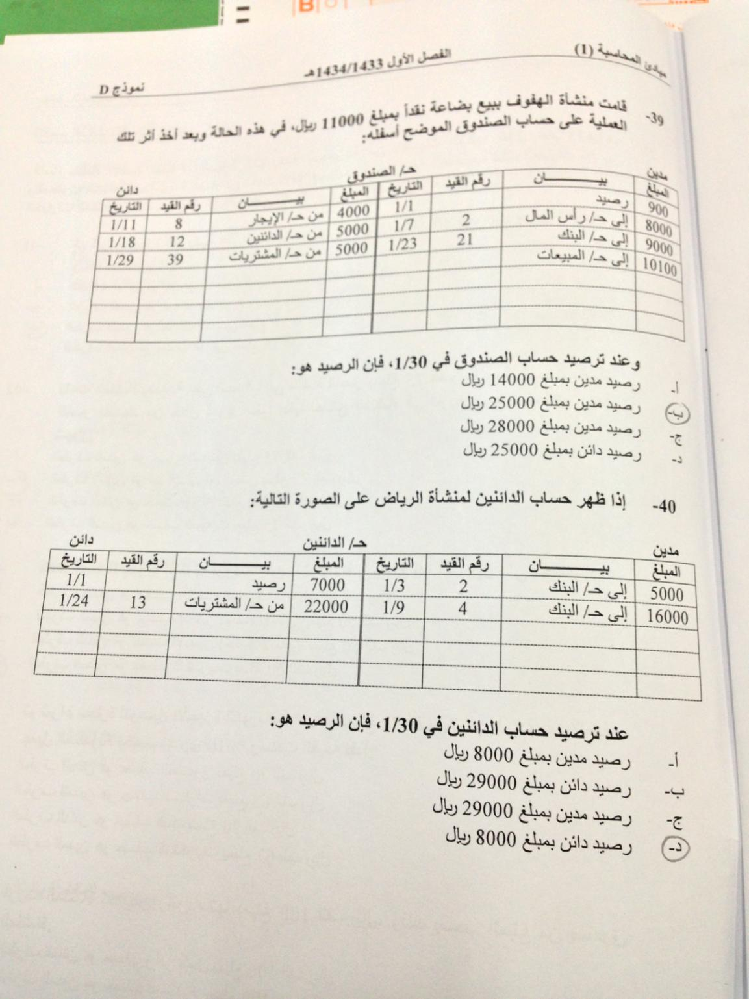 B
مبادئ المحاسبة (1)
الفصل الأول 1434/1433هـ
نموذج D
39- قامت منشأة الهفوف ببيع بضاعة نقداً بمبلغ 11000 ريال، في هذه الحالة وبعد أخذ أثر تلك
العملية على حساب الصندوق الموضح أسفله:
مدين حـ/ الصندوق دائن
المبلغ بيـــــــان رقم القيد التاريخ المبلغ بيـــــــان رقم القيد التاريخ
900 رصيد 1/1 4000 من حـ/ الإيجار 8 1/11
8000 إلى حـ/ رأس المال 2 1/7 5000 من حـ/ الدائنين 12 1/18
9000 إلى حـ/ البنك 21 1/23 5000 من حـ/ المشتريات 39 1/29
10100 إلى حـ/ المبيعات
وعند ترصيد حساب الصندوق في 1/30، فإن الرصيد هو:
أ- رصيد مدين بمبلغ 14000 ريال
ب- رصيد مدين بمبلغ 25000 ريال
ج- رصيد مدين بمبلغ 28000 ريال
د- رصيد دائن بمبلغ 25000 ريال
40- إذا ظهر حساب الدائنين لمنشأة الرياض على الصورة التالية:
مدين حـ/ الدائنين دائن
المبلغ بيـــــــان رقم القيد التاريخ المبلغ بيـــــــان رقم القيد التاريخ
5000 إلى حـ/ البنك 2 1/3 7000 رصيد 1/1
16000 إلى حـ/ البنك 4 1/9 22000 من حـ/ المشتريات 13 1/24
عند ترصيد حساب الدائنين في 1/30، فإن الرصيد هو:
أ- رصيد مدين بمبلغ 8000 ريال
ب- رصيد دائن بمبلغ 29000 ريال
ج- رصيد مدين بمبلغ 29000 ريال
د- رصيد دائن بمبلغ 8000 ريال